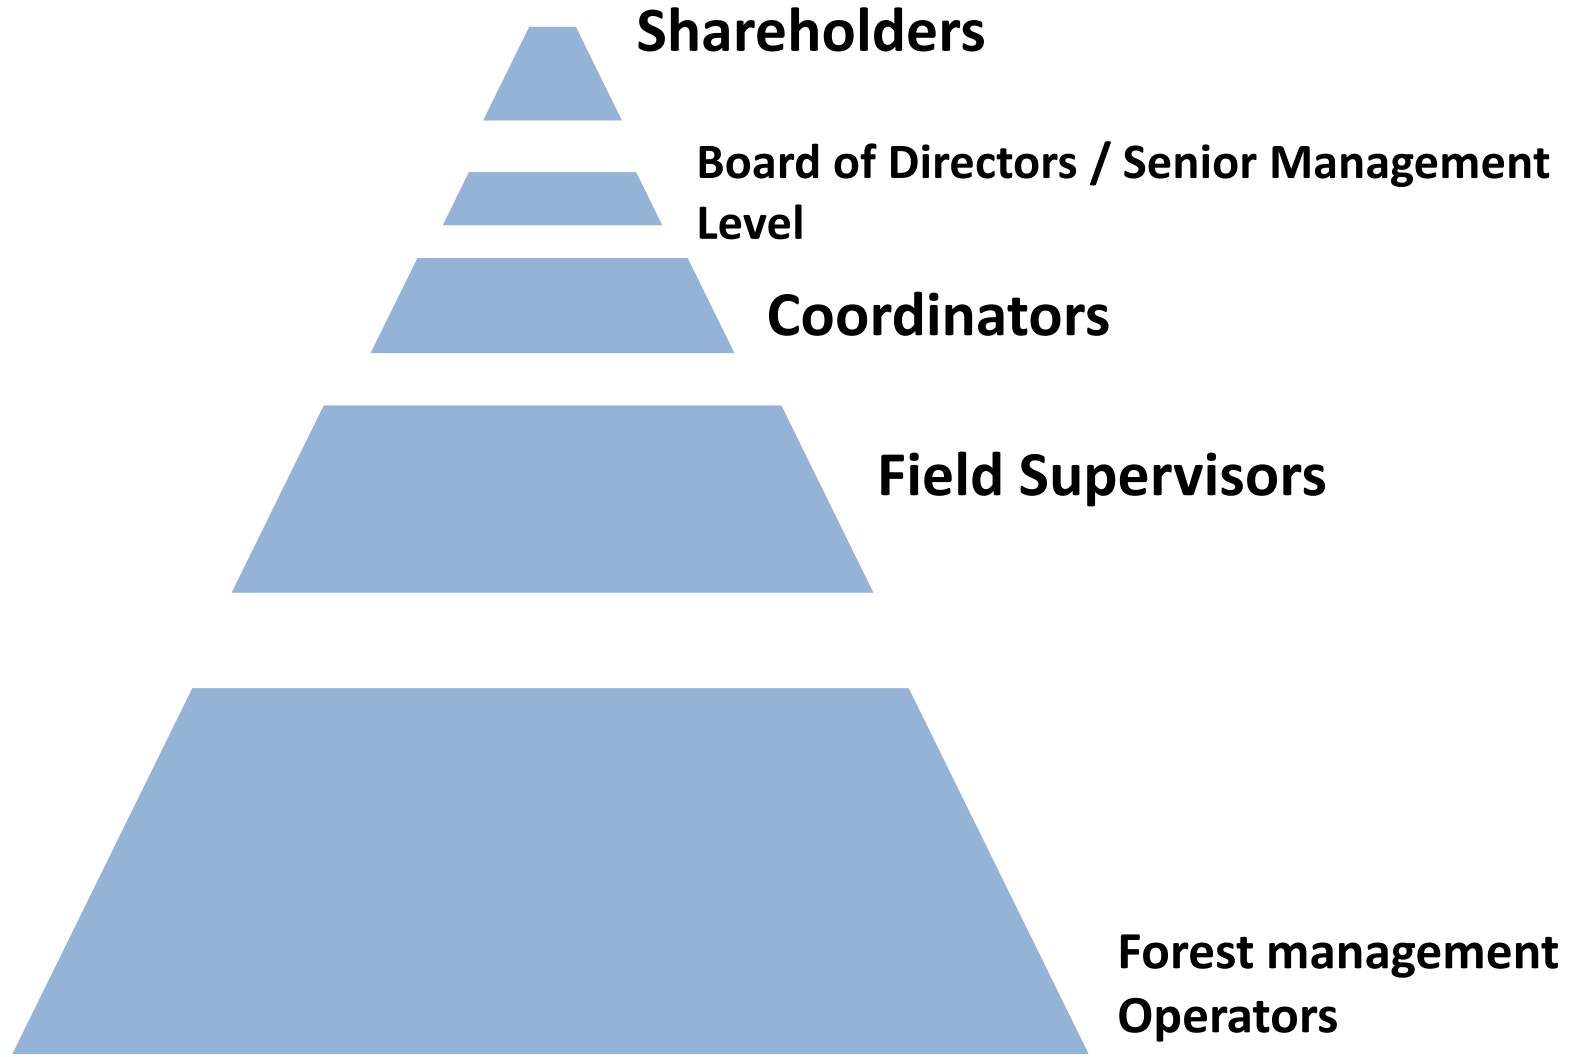 Shareholders
Board of Directors / Senior Management
Level
Coordinators
Field Supervisors
Forest management
Operators